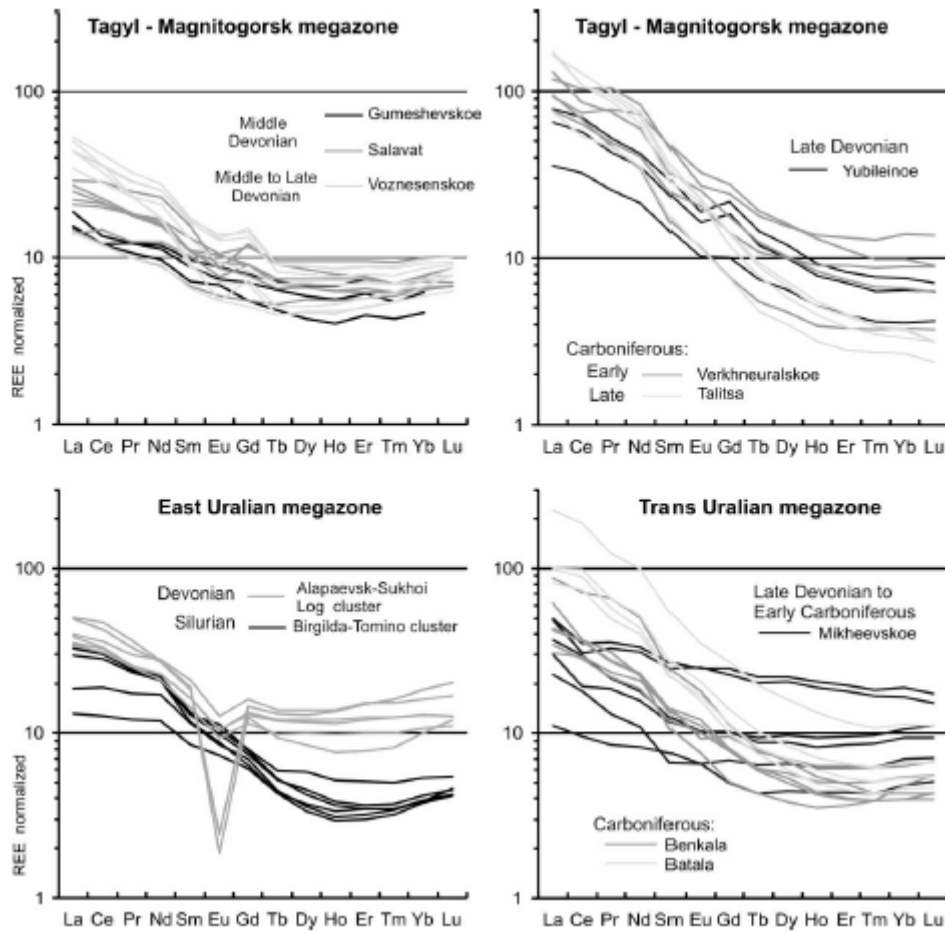 Tagyl - Magnitogorsk megazone
100
10
1
REE normalized
Middle
Devonian
Middle to Late
Devonian
Gumeshevskoe
Salavat
Voznesenskoe
La Ce Pr Nd Sm Eu Gd Tb Dy Ho Er Tm Yb Lu
Tagyl - Magnitogorsk megazone
100
10
1
Late Devonian
Yubileinoe
Carboniferous:
Early
Late
Verkhneuralskoe
Talitsa
La Ce Pr Nd Sm Eu Gd Tb Dy Ho Er Tm Yb Lu
East Uralian megazone
100
10
1
REE normalized
Devonian
Silurian
Alapaevsk-Sukhoi
Log cluster
Birgilda-Tomino cluster
La Ce Pr Nd Sm Eu Gd Tb Dy Ho Er Tm Yb Lu
Trans Uralian megazone
100
10
1
Late Devonian to
Early Carboniferous
Mikheevskoe
Carboniferous:
Benkala
Batala
La Ce Pr Nd Sm Eu Gd Tb Dy Ho Er Tm Yb Lu